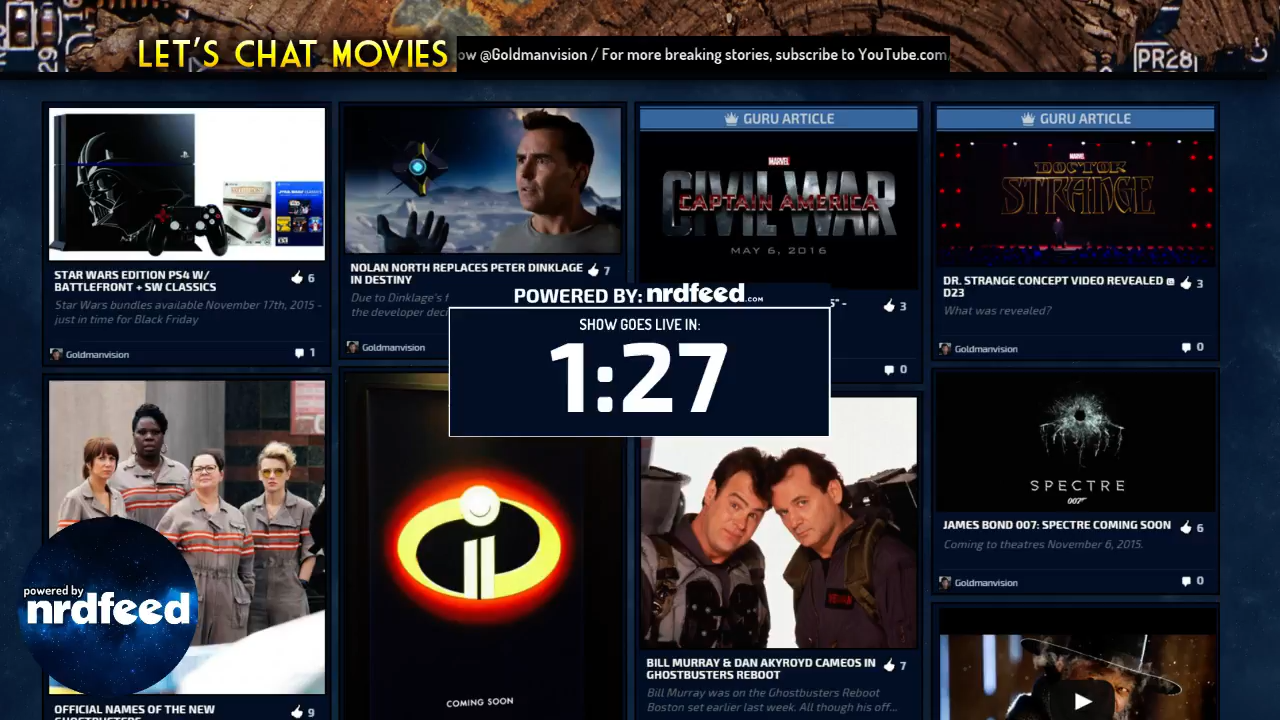 LET'S CHAT MOVIES
ow @Goldmanvision / For more breaking stories, subscribe to YouTube.com
PR28
STAR WARS EDITION PS4 W/
BATTLEFRONT + SW CLASSICS
6
Star Wars bundles available November 17th, 2015 -
just in time for Black Friday
Goldmanvision
1
NOLAN NORTH REPLACES PETER DINKLAGE
IN DESTINY
7
Due to Dinklage's
the developer
Goldmanvision
GURU ARTICLE
MARVEL
CIVIL WAR
CAPTAIN AMERICA
MAY 6, 2016
3
0
GURU ARTICLE
MARVEL
DOCTOR
STRANGE
DR. STRANGE CONCEPT VIDEO REVEALED @
D23
3
What was revealed?
Goldmanvision
0
POWERED BY: nrdfeed.com
SHOW GOES LIVE IN:
1:27
powered by
nrdfeed
OFFICIAL NAMES OF THE NEW
GHOSTBUSTERS
9
COMING SOON
BILL MURRAY & DAN AKYROYD CAMEOS IN
GHOSTBUSTERS REBOOT
7
Bill Murray was on the Ghostbusters Reboot
Boston set earlier last week. All though his off...
SPECTRE
007
JAMES BOND 007: SPECTRE COMING SOON
6
Coming to theatres November 6, 2015.
Goldmanvision
0